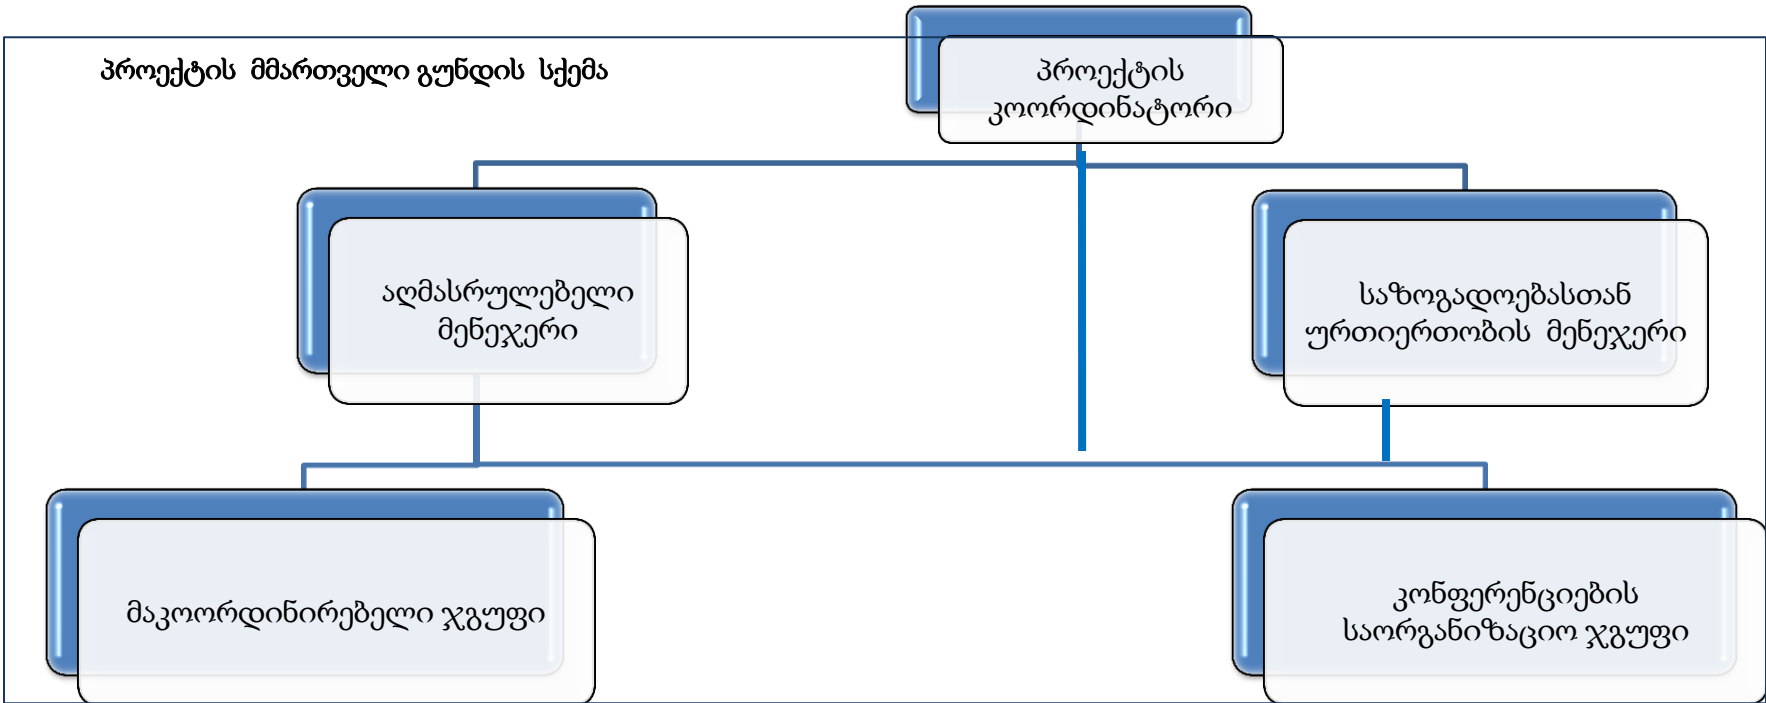 პროექტის მმართველი გუნდის სქემა
პროექტის
კოორდინატორი
აღმასრულებელი
მენეჯერი
საზოგადოებასთან
ურთიერთობის მენეჯერი
მაკოორდინირებელი ჯგუფი
კონფერენციების
საორგანიზაციო ჯგუფი